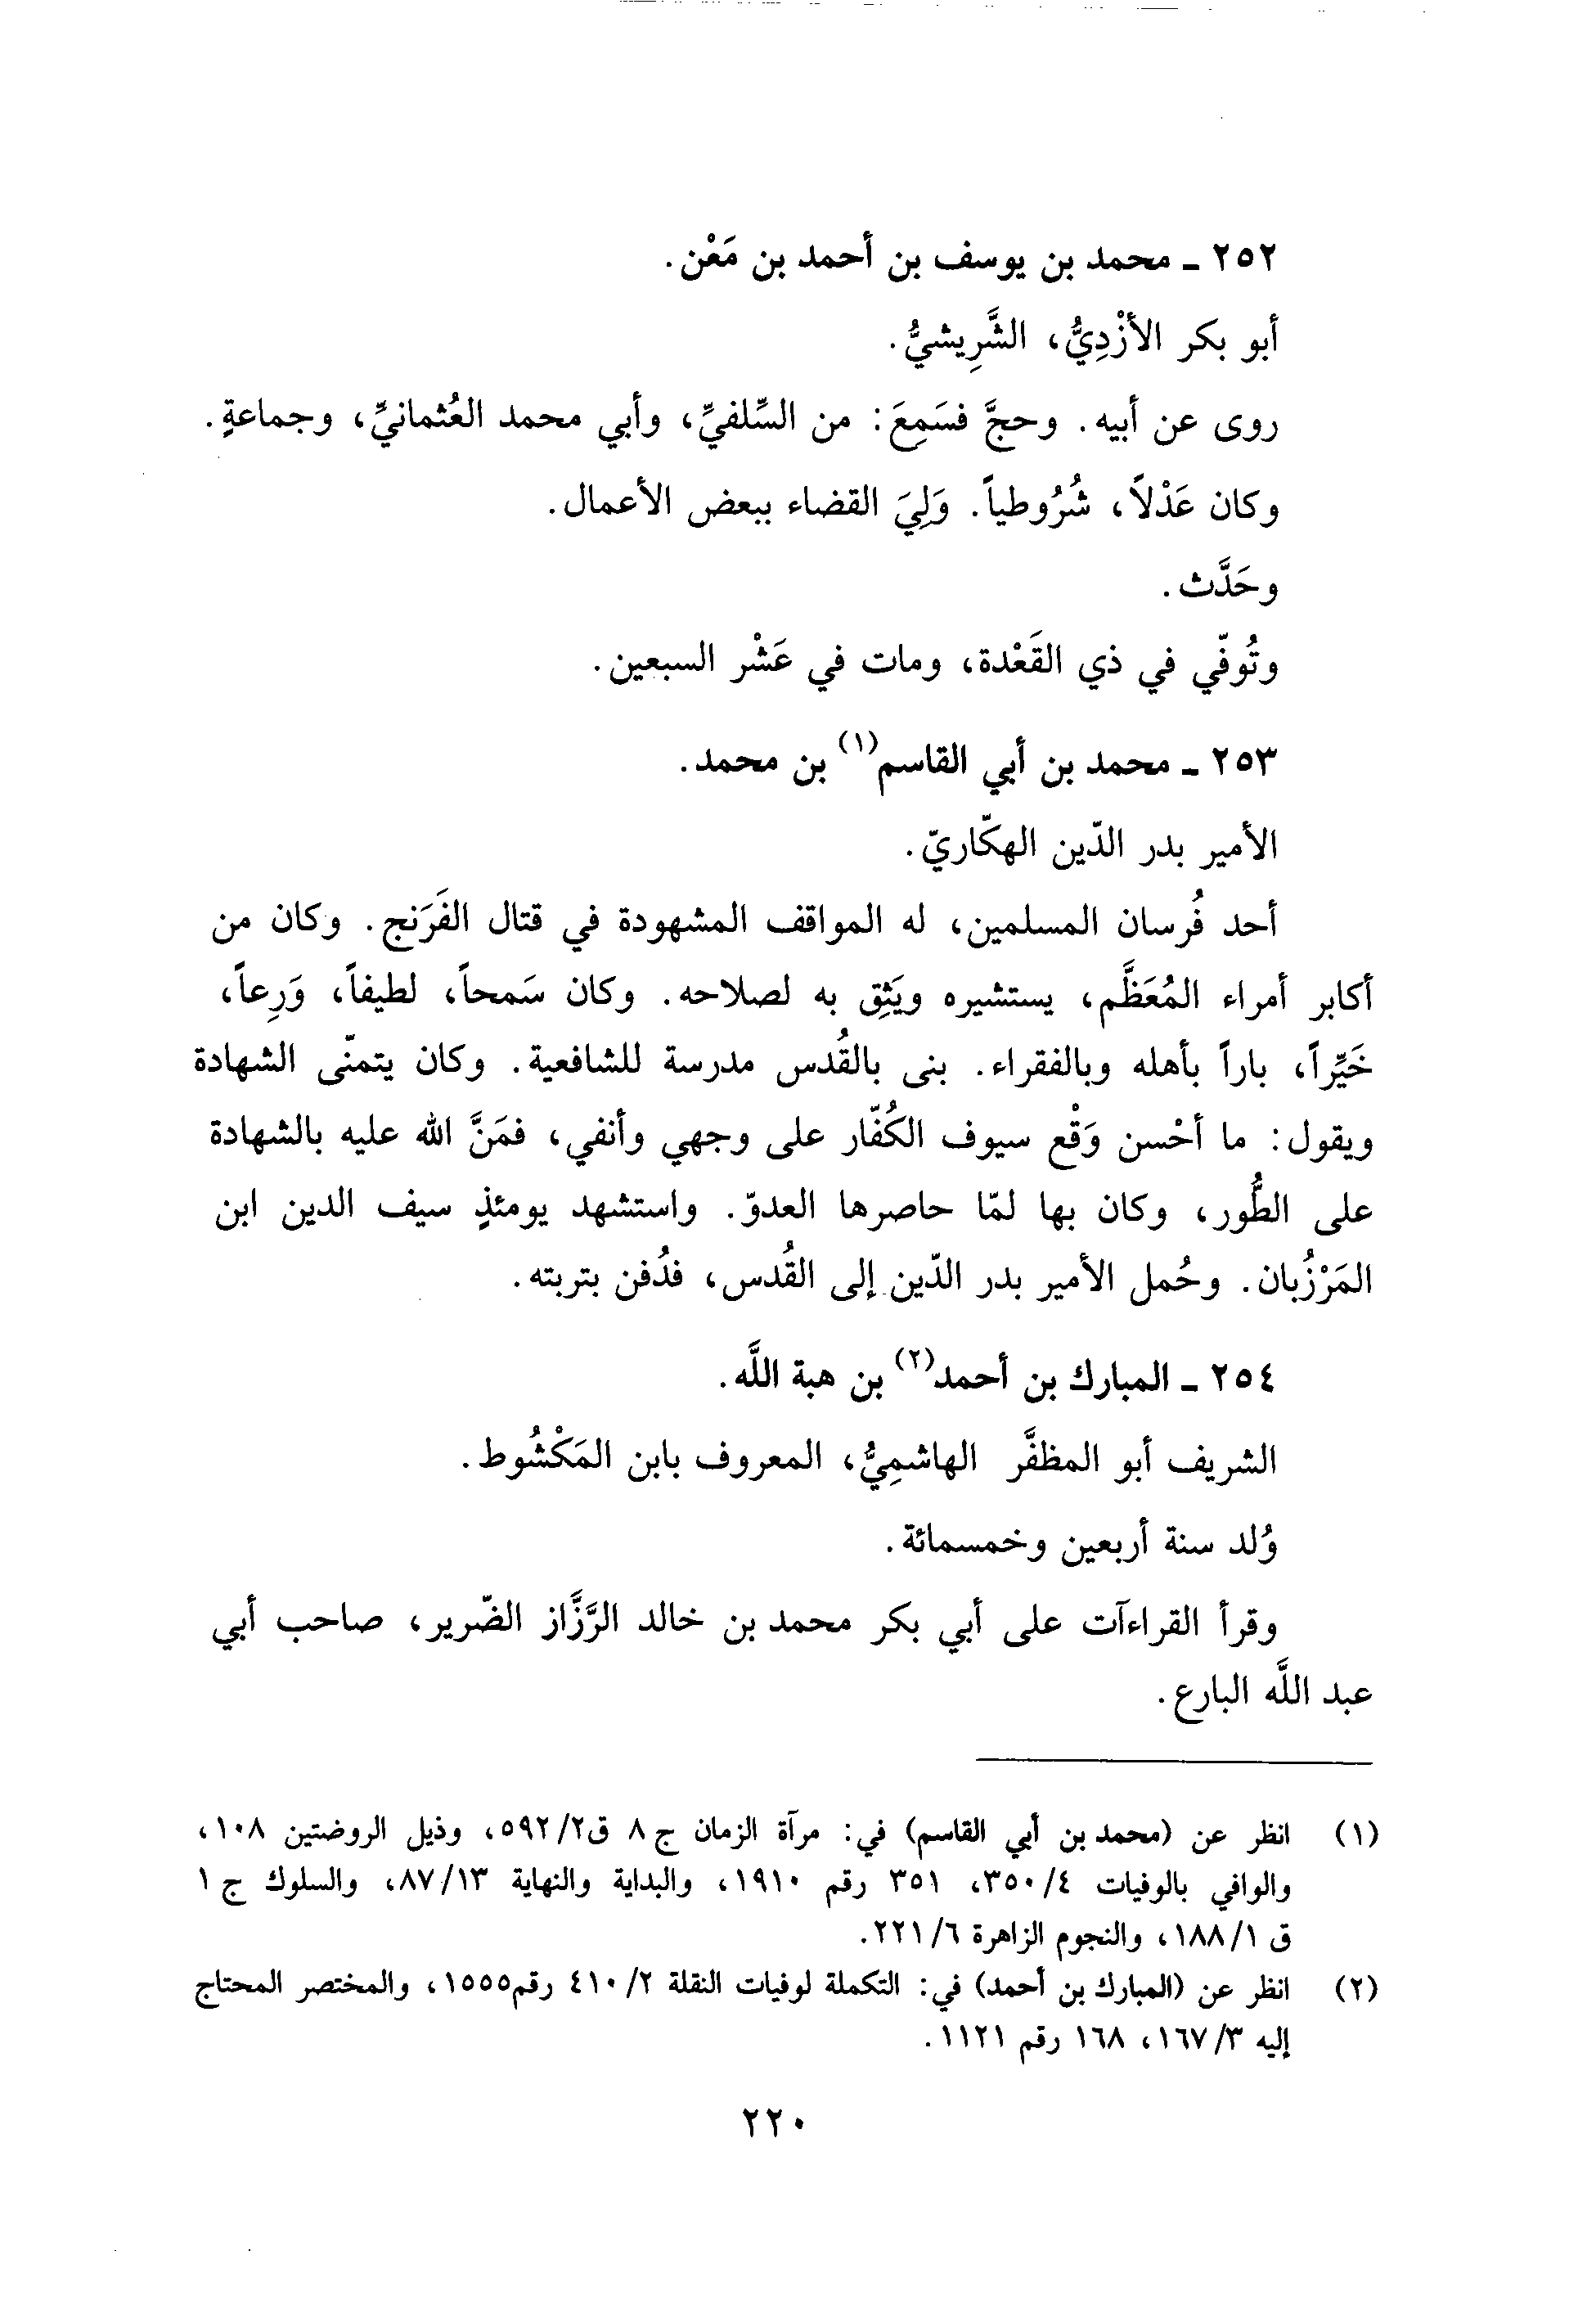 ٢٥٢ ـ محمد بن يوسف بن أحمد بن مَعْن.
أبو بكر الأزْدِيُّ، الشَّرِيشيُّ.
روى عن أبيه. وحجَّ فسَمِعَ: من السِّلفيِّ، وأبي محمد العُثمانيِّ، وجماعةٍ.
وكان عَدْلاً، شُرُوطياً. وَلِيَ القضاء ببعض الأعمال.
وحَدَّث.
وتُوفّي في ذي القَعْدة، ومات في عَشْر السبعين.
٢٥٣ ـ محمد بن أبي القاسم(١) بن محمد.
الأمير بدر الدّين الهكّاريّ.
أحد فُرسان المسلمين، له المواقف المشهودة في قتال الفَرَنج. وكان من
أكابر أمراء المُعَظَّم، يستشيره ويَثِق به لصلاحه. وكان سَمحاً، لطيفاً، وَرِعاً،
خَيِّراً، باراً بأهله وبالفقراء. بنى بالقُدس مدرسة للشافعية. وكان يتمنّى الشهادة
ويقول: ما أحْسن وَقْع سيوف الكُفّار على وجهي وأنفي، فمَنَّ الله عليه بالشهادة
على الطُّور، وكان بها لمّا حاصرها العدوّ. واستشهد يومئذٍ سيف الدين ابن
المَرْزُبان. وحُمل الأمير بدر الدّين إلى القُدس، فدُفن بتربته.
٢٥٤ ـ المبارك بن أحمد(٢) بن هبة اللَّه.
الشريف أبو المظفَّر الهاشمِيُّ، المعروف بابن المَكْشُوط.
وُلد سنة أربعين وخمسمائة.
وقرأ القراءآت على أبي بكر محمد بن خالد الرَّزَّاز الضّرير، صاحب أبي
عبد اللَّه البارع.
(١) انظر عن (محمد بن أبي القاسم) في: مرآة الزمان ج ٨ ق٥٩٢/٢، وذيل الروضتين ١٠٨،
والوافي بالوفيات ٣٥٠/٤، ٣٥١ رقم ١٩١٠، والبداية والنهاية ٨٧/١٣، والسلوك ج ١
ق ١٨٨/١، والنجوم الزاهرة ٢٢١/٦.
(٢) انظر عن (المبارك بن أحمد) في: التكملة لوفيات النقلة ٤١٠/٢ رقم١٥٥٥، والمختصر المحتاج
إليه ١٦٧/٣، ١٦٨ رقم ١١٢١.
٢٢٠